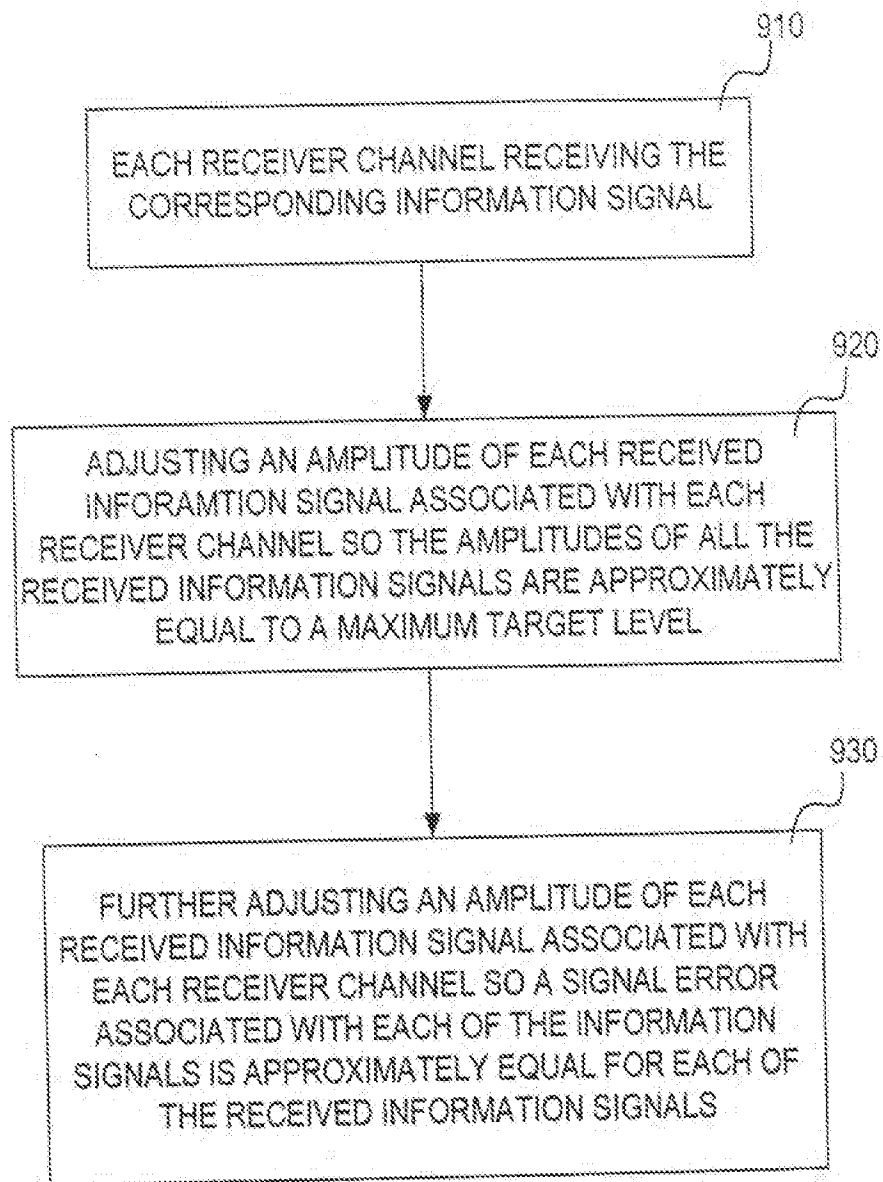 910
EACH RECEIVER CHANNEL RECEIVING THE
CORRESPONDING INFORMATION SIGNAL
920
ADJUSTING AN AMPLITUDE OF EACH RECEIVED
INFORAMTION SIGNAL ASSOCIATED WITH EACH
RECEIVER CHANNEL SO THE AMPLITUDES OF ALL THE
RECEIVED INFORMATION SIGNALS ARE APPROXIMATELY
EQUAL TO A MAXIMUM TARGET LEVEL
930
FURTHER ADJUSTING AN AMPLITUDE OF EACH
RECEIVED INFORMATION SIGNAL ASSOCIATED WITH
EACH RECEIVER CHANNEL SO A SIGNAL ERROR
ASSOCIATED WITH EACH OF THE INFORMATION
SIGNALS IS APPROXIMATELY EQUAL FOR EACH OF
THE RECEIVED INFORMATION SIGNALS